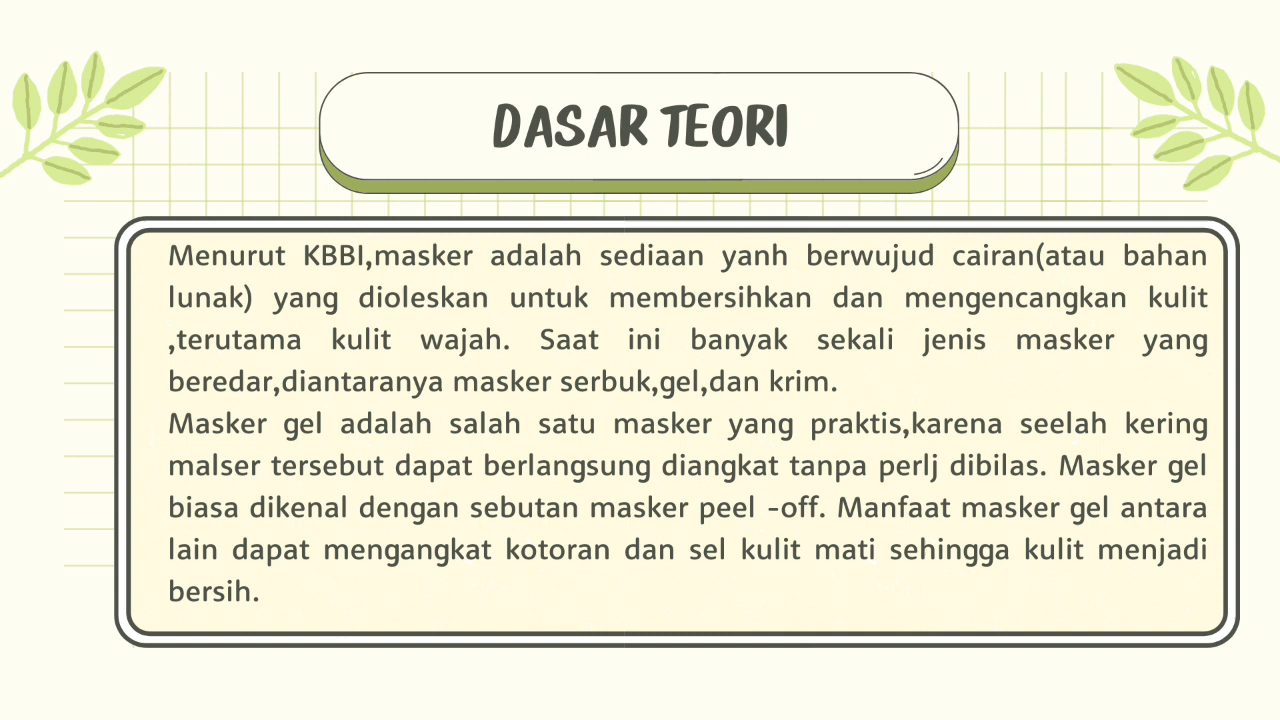 DASAR TEORI
Menurut KBBI,masker adalah sediaan yanh berwujud cairan(atau bahan
lunak) yang dioleskan untuk membersihkan dan mengencangkan kulit
,terutama kulit wajah. Saat ini banyak sekali jenis masker yang
beredar,diantaranya masker serbuk,gel,dan krim.
Masker gel adalah salah satu masker yang praktis,karena seelah kering
malser tersebut dapat berlangsung diangkat tanpa perlj dibilas. Masker gel
biasa dikenal dengan sebutan masker peel -off. Manfaat masker gel antara
lain dapat mengangkat kotoran dan sel kulit mati sehingga kulit menjadi
bersih.